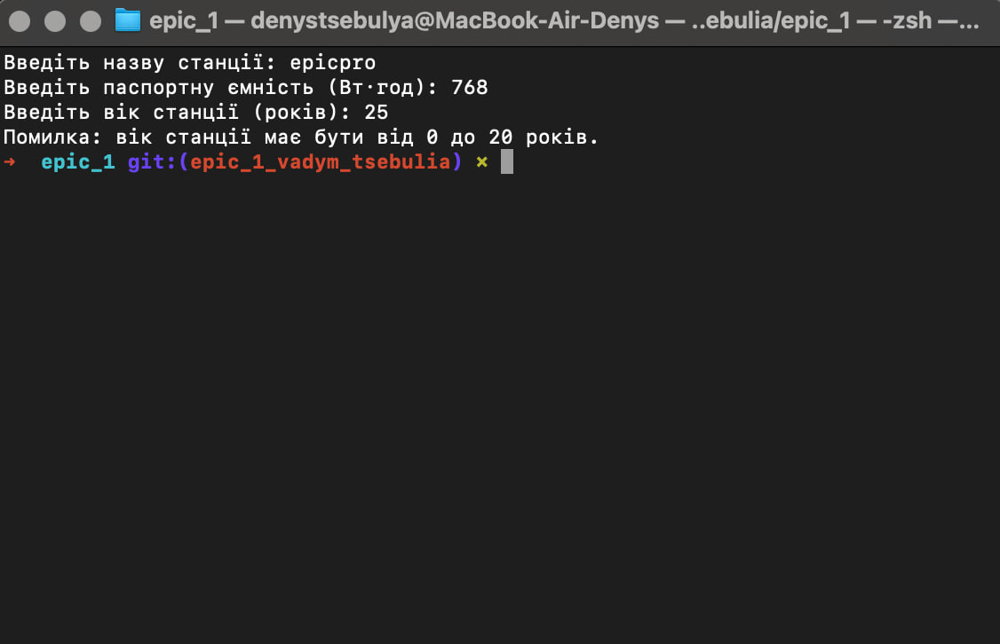 epic_1 — denystsebulya@MacBook-Air-Denys — ..ebulia/epic_1 — -zsh —...
Введіть назву станції: epicpro
Введіть паспортну ємність (Вт·год): 768
Введіть вік станції (років): 25
Помилка: вік станції має бути від 0 до 20 років.
➜  epic_1 git:(epic_1_vadym_tsebulia) ✗